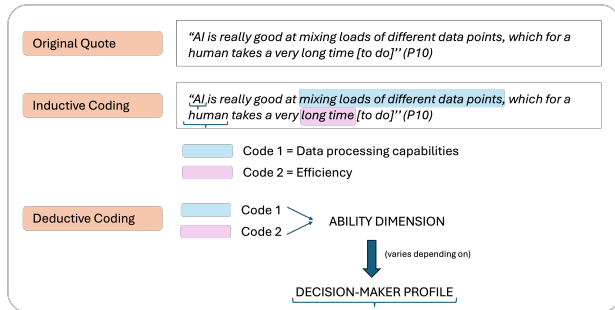 Original Quote
“AI is really good at mixing loads of different data points, which for a
human takes a very long time [to do]’’ (P10)
Inductive Coding
“AI is really good at mixing loads of different data points, which for a
human takes a very long time [to do]’’ (P10)
Code 1 = Data processing capabilities
Code 2 = Efficiency
Deductive Coding
Code 1
Code 2
ABILITY DIMENSION
(varies depending on)
DECISION-MAKER PROFILE